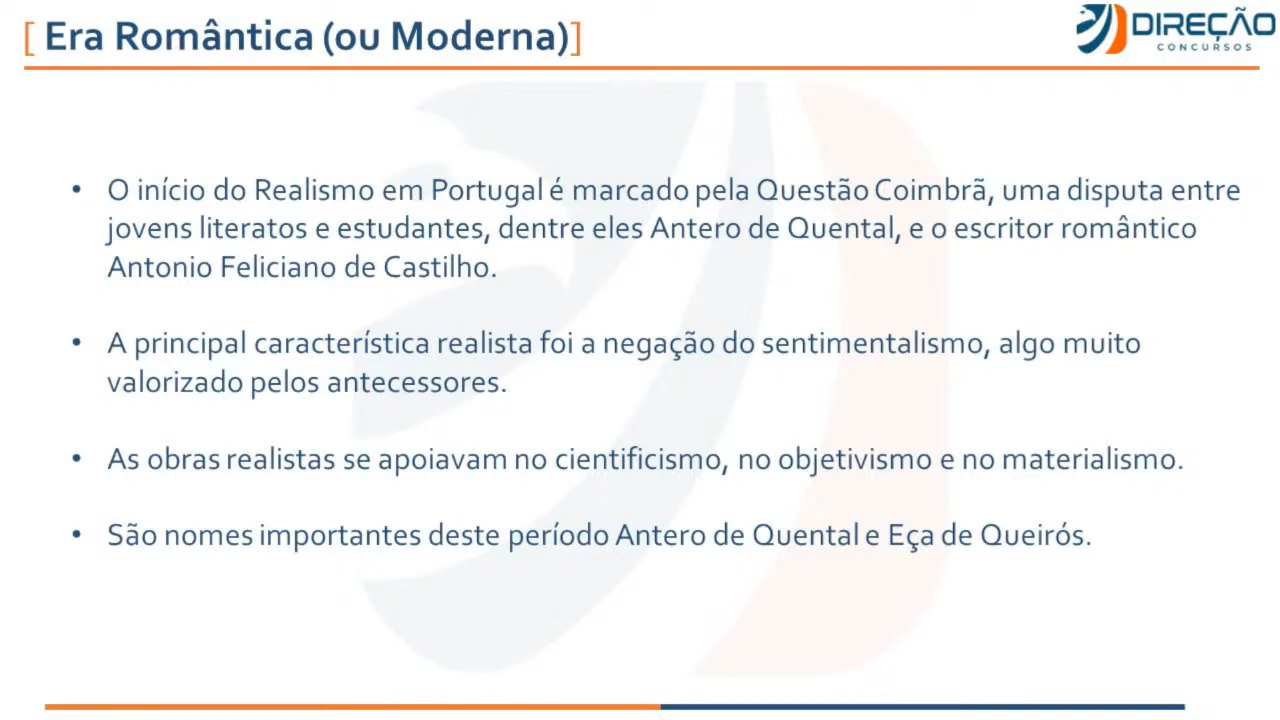 [ Era Romântica (ou Moderna)]
DIREÇÃO
CONCURSOS
• O início do Realismo em Portugal é marcado pela Questão Coimbrã, uma disputa entre
jovens literatos e estudantes, dentre eles Antero de Quental, e o escritor romântico
Antonio Feliciano de Castilho.
• A principal característica realista foi a negação do sentimentalismo, algo muito
valorizado pelos antecessores.
• As obras realistas se apoiavam no cientificismo, no objetivismo e no materialismo.
• São nomes importantes deste período Antero de Quental e Eça de Queirós.